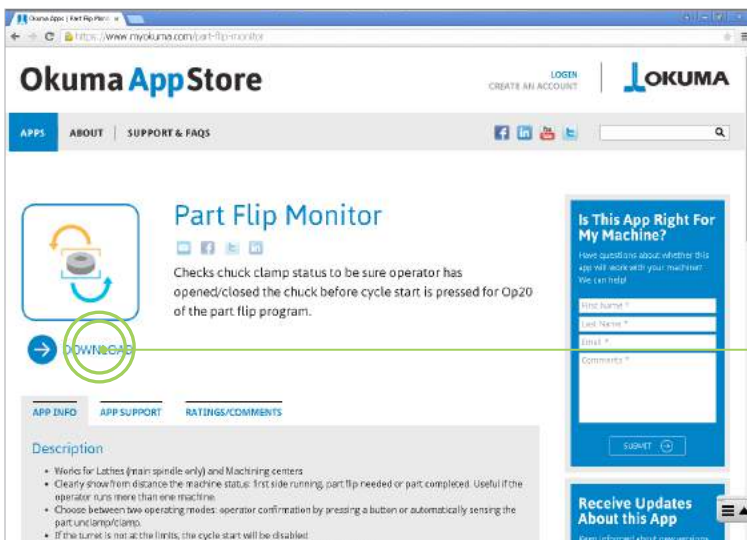 Okuma Apps | Part Flip Moni
https://www.myokuma.com/part-flip-monitor
Okuma AppStore
LOGIN
CREATE AN ACCOUNT
OKUMA
APPS
ABOUT
SUPPORT & FAQS
Part Flip Monitor
Checks chuck clamp status to be sure operator has
opened/closed the chuck before cycle start is pressed for Op20
of the part flip program.
DOWNLOAD
APP INFO
APP SUPPORT
RATINGS/COMMENTS
Description
• Works for Lathes (main spindle only) and Machining centers
• Clearly show from distance the machine status: first side running, part flip needed or part completed. Useful if the
operator runs more than one machine.
• Choose between two operating modes: operator confirmation by pressing a button or automatically sensing the
part unclamp/clamp.
• If the turret is not at the limits, the cycle start will be disabled
Is This App Right For
My Machine?
Have questions about whether this
app will work with your machine?
We can help!
First Name *
Last Name *
Email *
Comments *
SUBMIT
Receive Updates
About this App
Keep informed about new versions